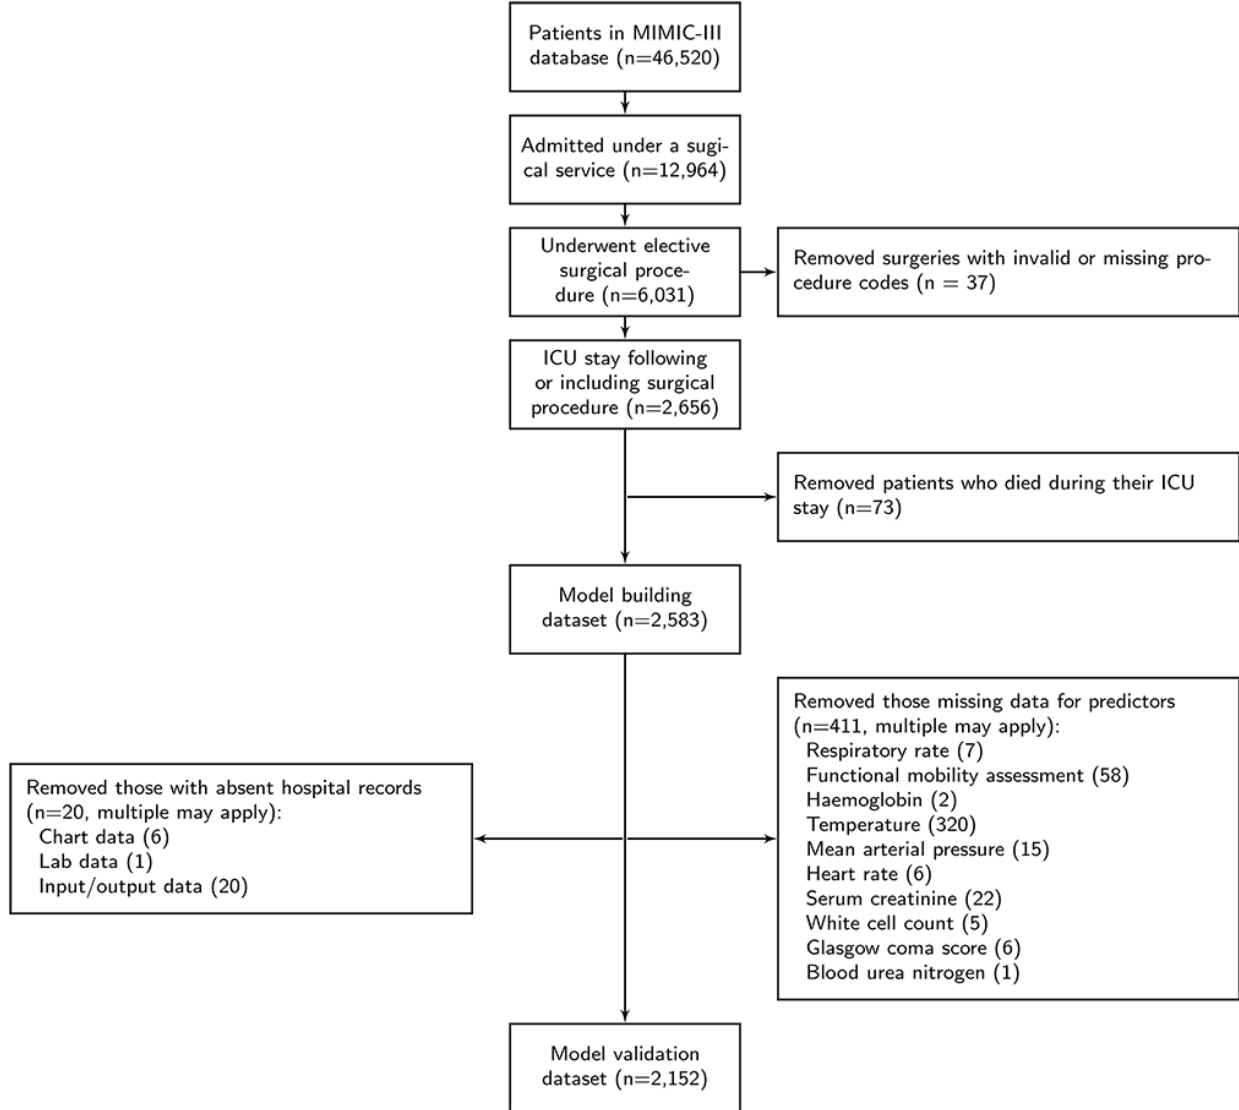 Patients in MIMIC-III
database (n=46,520)
Admitted under a sugi-
cal service (n=12,964)
Underwent elective
surgical proce-
dure (n=6,031)
Removed surgeries with invalid or missing pro-
cedure codes (n = 37)
ICU stay following
or including surgical
procedure (n=2,656)
Removed patients who died during their ICU
stay (n=73)
Model building
dataset (n=2,583)
Removed those with absent hospital records
(n=20, multiple may apply):
Chart data (6)
Lab data (1)
Input/output data (20)
Removed those missing data for predictors
(n=411, multiple may apply):
Respiratory rate (7)
Functional mobility assessment (58)
Haemoglobin (2)
Temperature (320)
Mean arterial pressure (15)
Heart rate (6)
Serum creatinine (22)
White cell count (5)
Glasgow coma score (6)
Blood urea nitrogen (1)
Model validation
dataset (n=2,152)